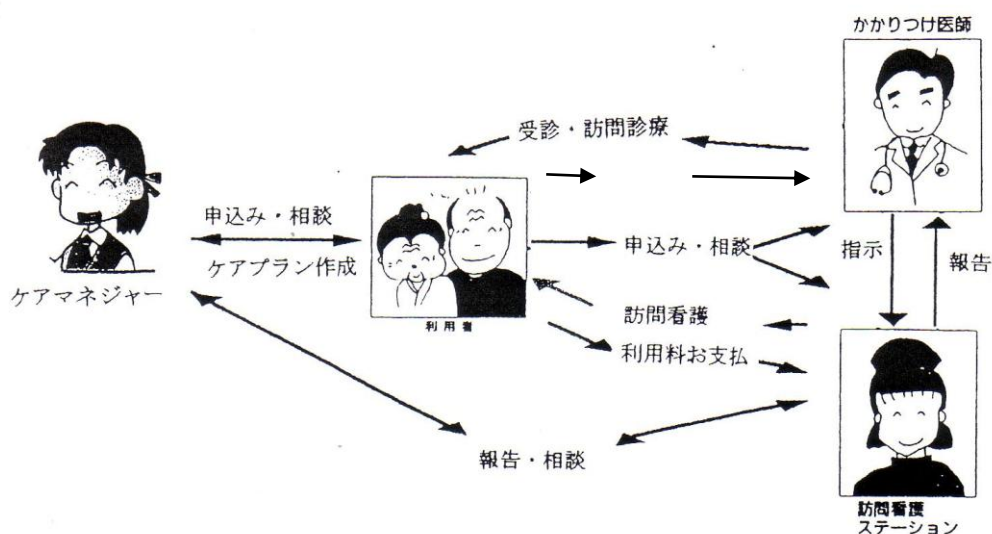 かかりつけ医師
受診・訪問診療
申込み・相談
ケアプラン作成
ケアマネジャー
利用者
申込み・相談
指示
報告
訪問看護
利用料お支払
報告・相談
訪問看護
ステーション